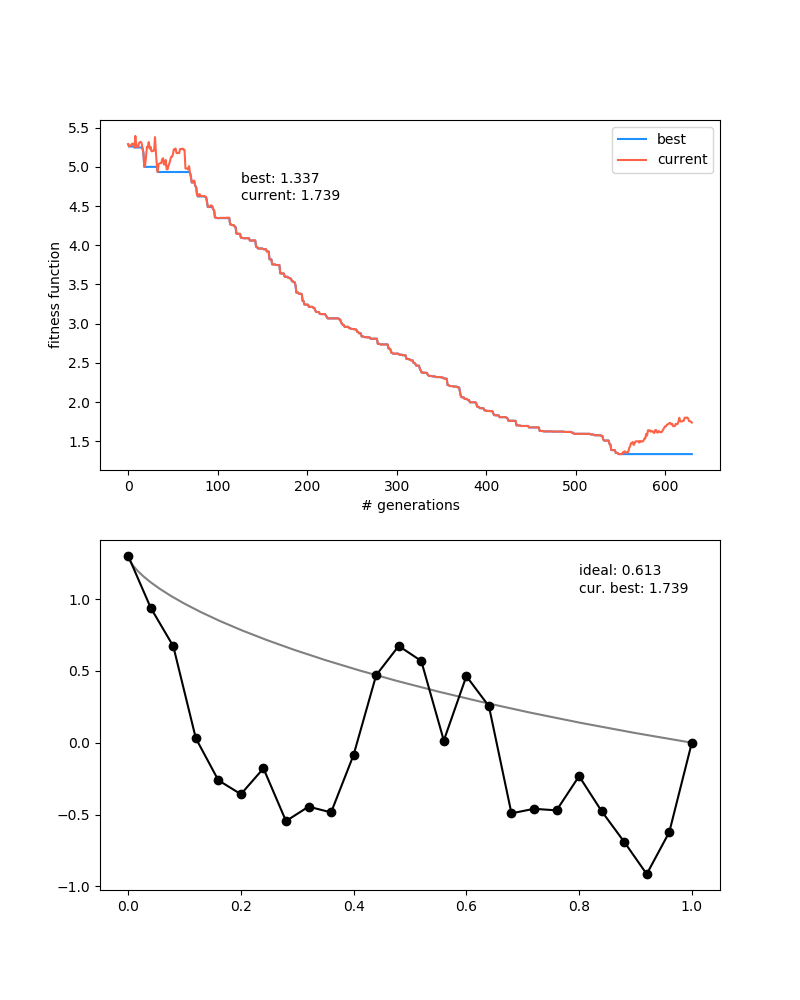 5.5
5.0
4.5
4.0
3.5
3.0
2.5
2.0
1.5
fitness function
best
current
best: 1.337
current: 1.739
0 100 200 300 400 500 600
# generations
1.0
0.5
0.0
−0.5
−1.0
ideal: 0.613
cur. best: 1.739
0.0 0.2 0.4 0.6 0.8 1.0